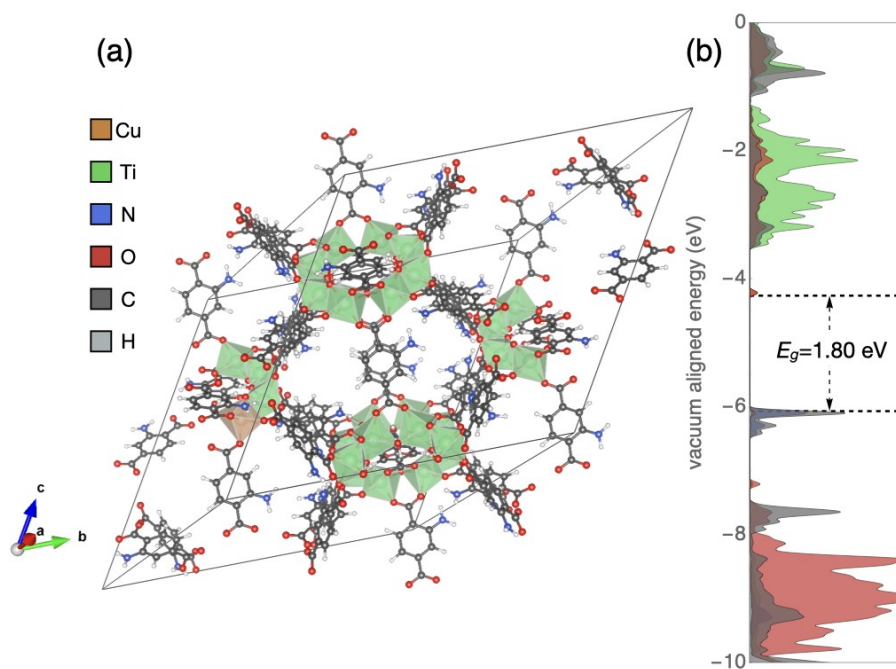 (a)
Cu
Ti
N
O
C
H
c
a
b
(b)
0
−2
−4
−6
−8
−10
vacuum aligned energy (eV)
Eg=1.80 eV